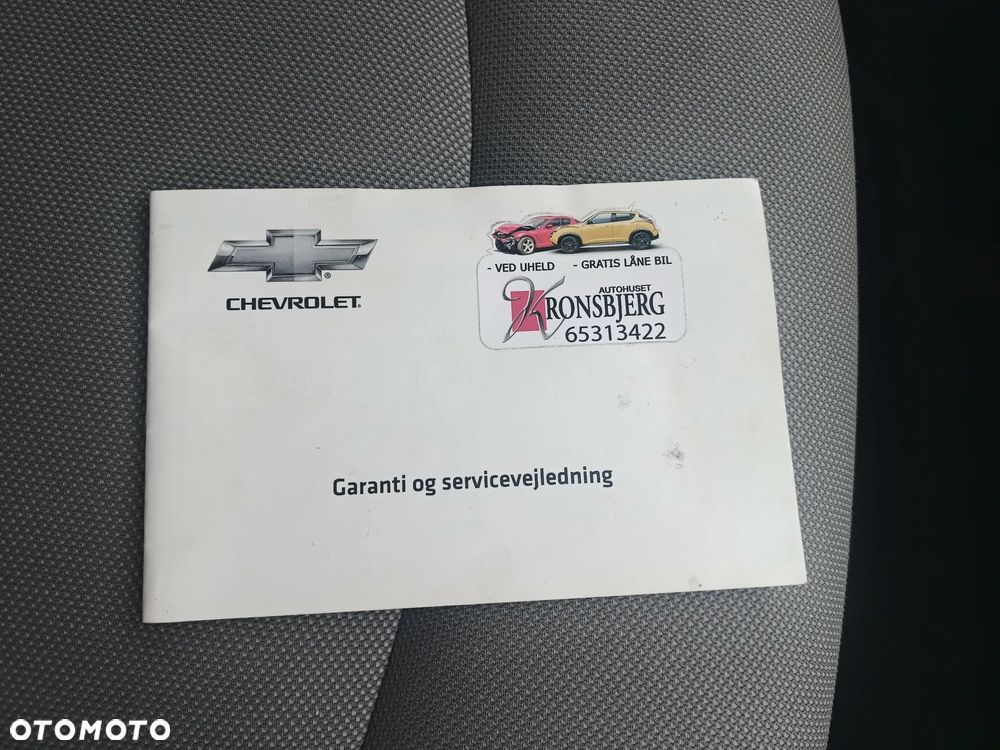 CHEVROLET
- VED UHELD - GRATIS LÅNE BIL
AUTOHUSET
KRONSBJERG
65313422
Garanti og servicevejledning
OTOMOTO